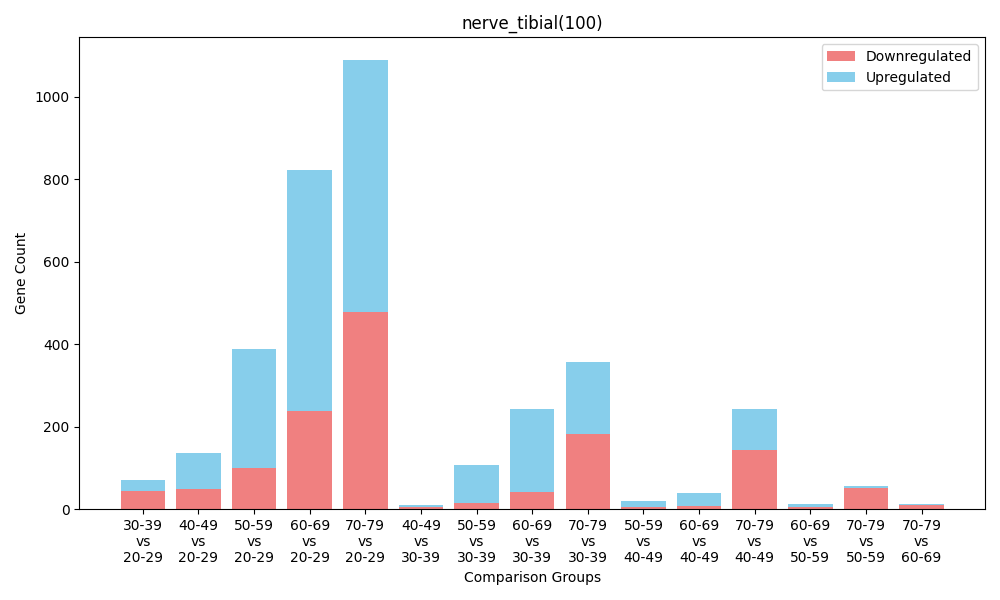 nerve_tibial(100)
Downregulated
Upregulated
Gene Count
1000
800
600
400
200
0
30-39 40-49 50-59 60-69 70-79 40-49 50-59 60-69 70-79 50-59 60-69 70-79 60-69 70-79 70-79
vs vs vs vs vs vs vs vs vs vs vs vs vs vs vs
20-29 20-29 20-29 20-29 20-29 30-39 30-39 30-39 30-39 40-49 40-49 40-49 50-59 50-59 60-69
Comparison Groups